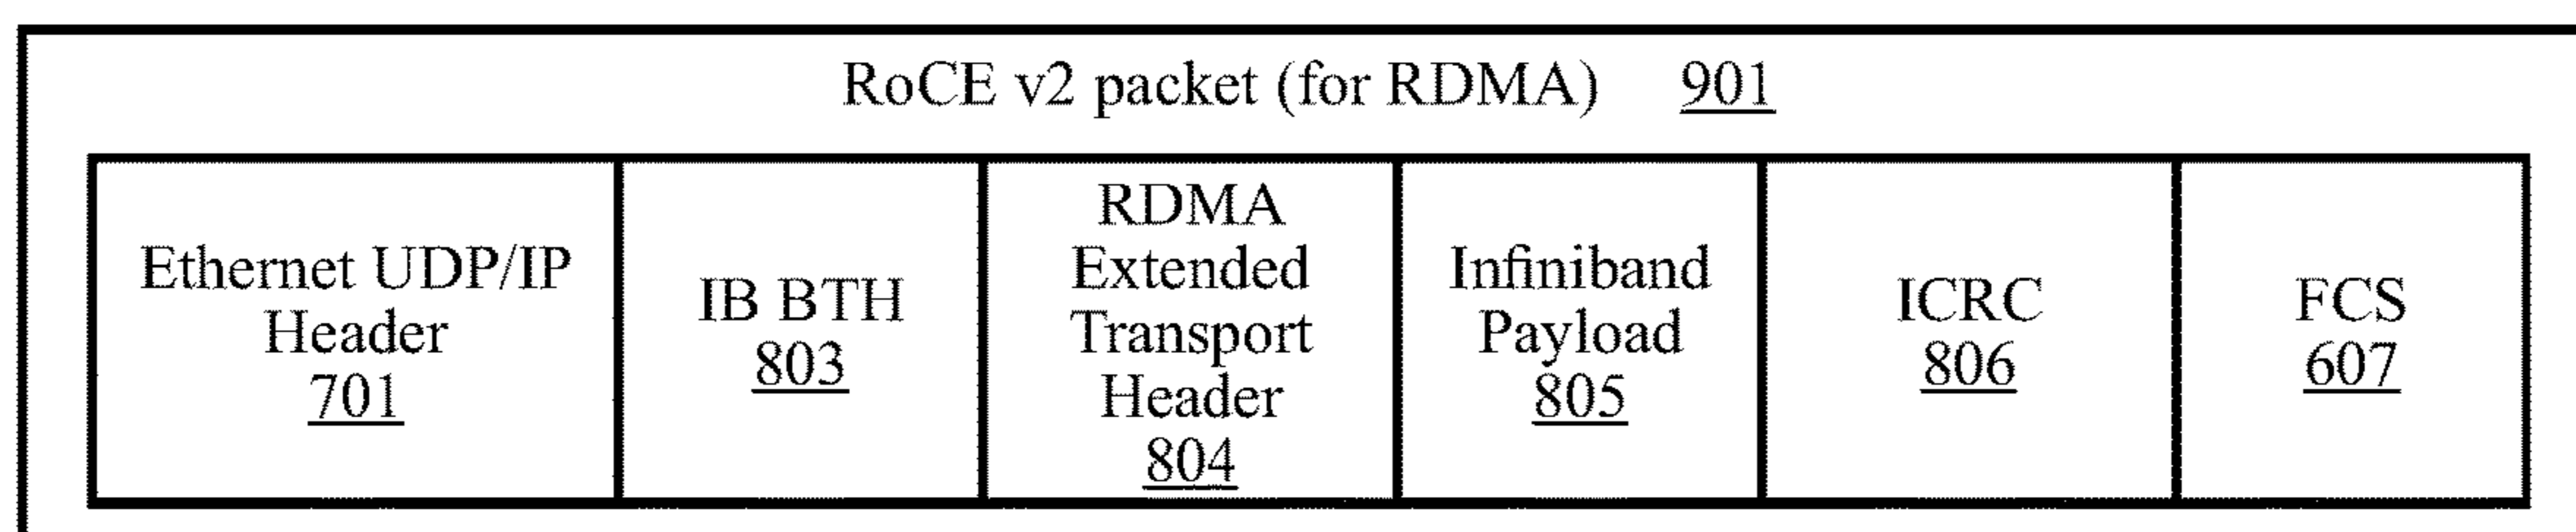 RoCE v2 packet (for RDMA) 901
Ethernet UDP/IP
Header
701
IB BTH
803
RDMA
Extended
Transport
Header
804
Infiniband
Payload
805
ICRC
806
FCS
607